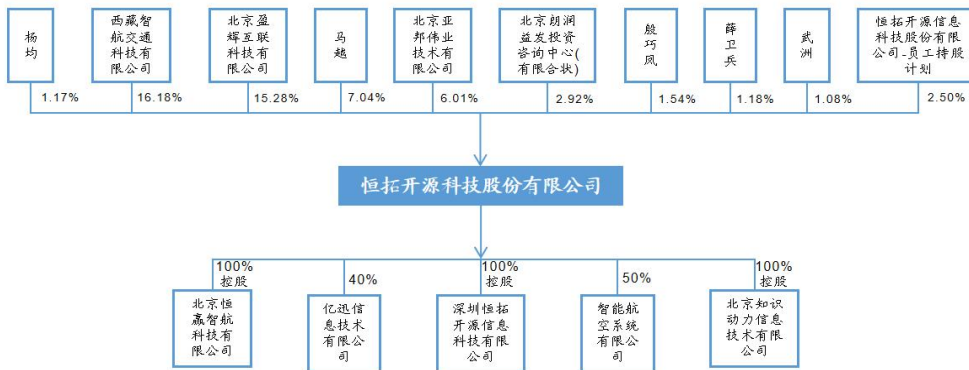 杨
均
西藏智
航交通
科技有
限公司
北京盈
辉互联
科技有
限公司
马
越
北京亚
邦伟业
技术有
限公司
北京朗润
益发投资
咨询中心(
有限合状)
殷
巧
凤
薛
卫
兵
武
洲
恒拓开源信息
科技股份有限
公司-员工持股
计划
1.17%
16.18%
15.28%
7.04%
6.01%
2.92%
1.54%
1.18%
1.08%
2.50%
恒拓开源科技股份有限公司
100%
控股
40%
100%
控股
50%
100%
控股
北京恒
赢智航
科技有
限公司
亿迅信
息技术
有限公
司
深圳恒拓
开源信息
科技有限
公司
智能航
空系统
有限公
司
北京知识
动力信息
技术有限
公司